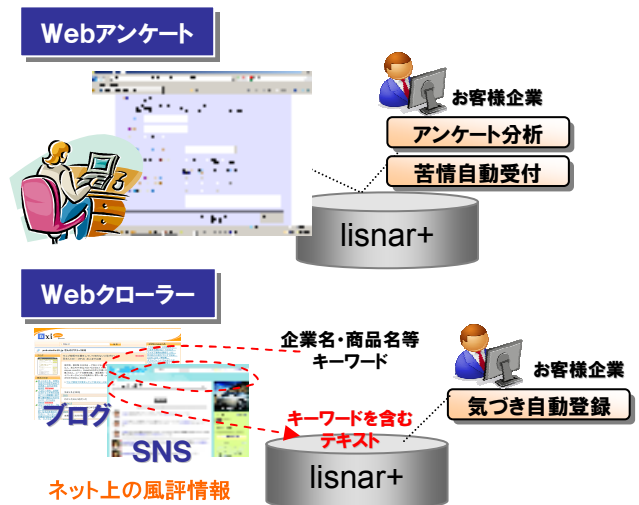 Webアンケート
お客様企業
アンケート分析
苦情自動受付
lisnar+
Webクローラー
企業名・商品名等
キーワード
お客様企業
気づき自動登録
ブログ
SNS
キーワードを含む
テキスト
lisnar+
ネット上の風評情報